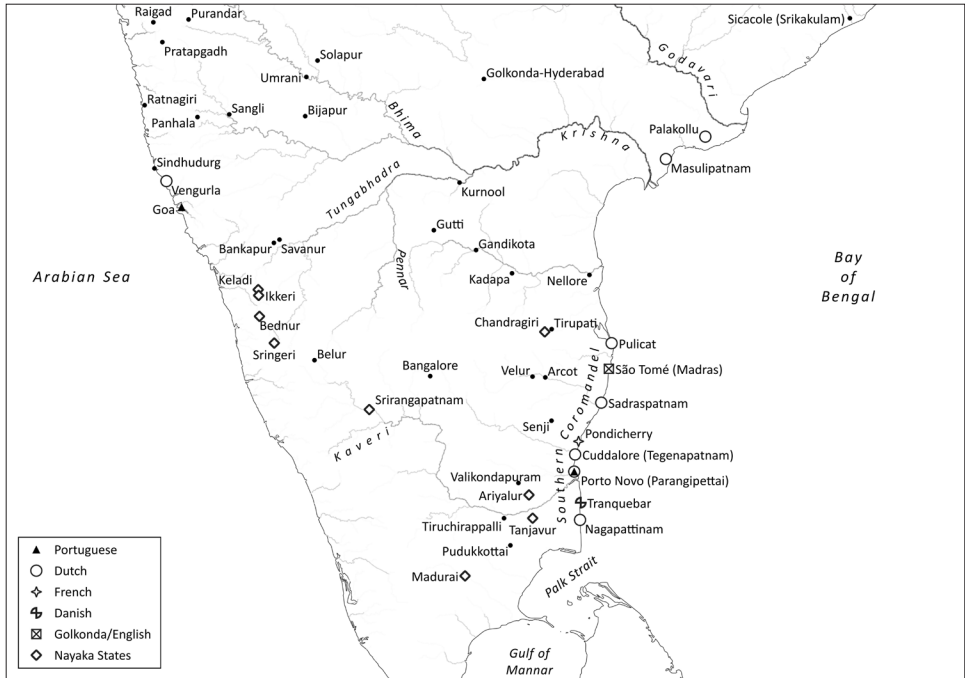 Raigad
Purandar
Sicacole (Srikakulam)
Pratapgadh
Solapur
Godavari
Umrani
Golkonda-Hyderabad
Ratnagiri
Sangli
Bijapur
Bhima
Panhala
Palakollu
Krishna
Masulipatnam
Sindhudurg
Vengurla
Tungabhadra
Kurnool
Goa
Gutti
Bankapur
Savanur
Gandikota
Arabian Sea
Pennar
Bay
of
Bengal
Keladi
Ikkeri
Kadapa
Nellore
Bednur
Chandragiri
Tirupati
Sringeri
Pulicat
Belur
Bangalore
Velur
Arcot
São Tomé (Madras)
Srirangapatnam
Sadraspatnam
Southern Coromandel
Senji
Kaveri
Pondicherry
Cuddalore (Tegenapatnam)
Valikondapuram
Porto Novo (Parangipettai)
Ariyalur
Tranquebar
Tiruchirappalli
Tanjavur
Nagapattinam
Pudukkottai
Madurai
Palk Strait
Gulf of
Mannar
Portuguese
Dutch
French
Danish
Golkonda/English
Nayaka States